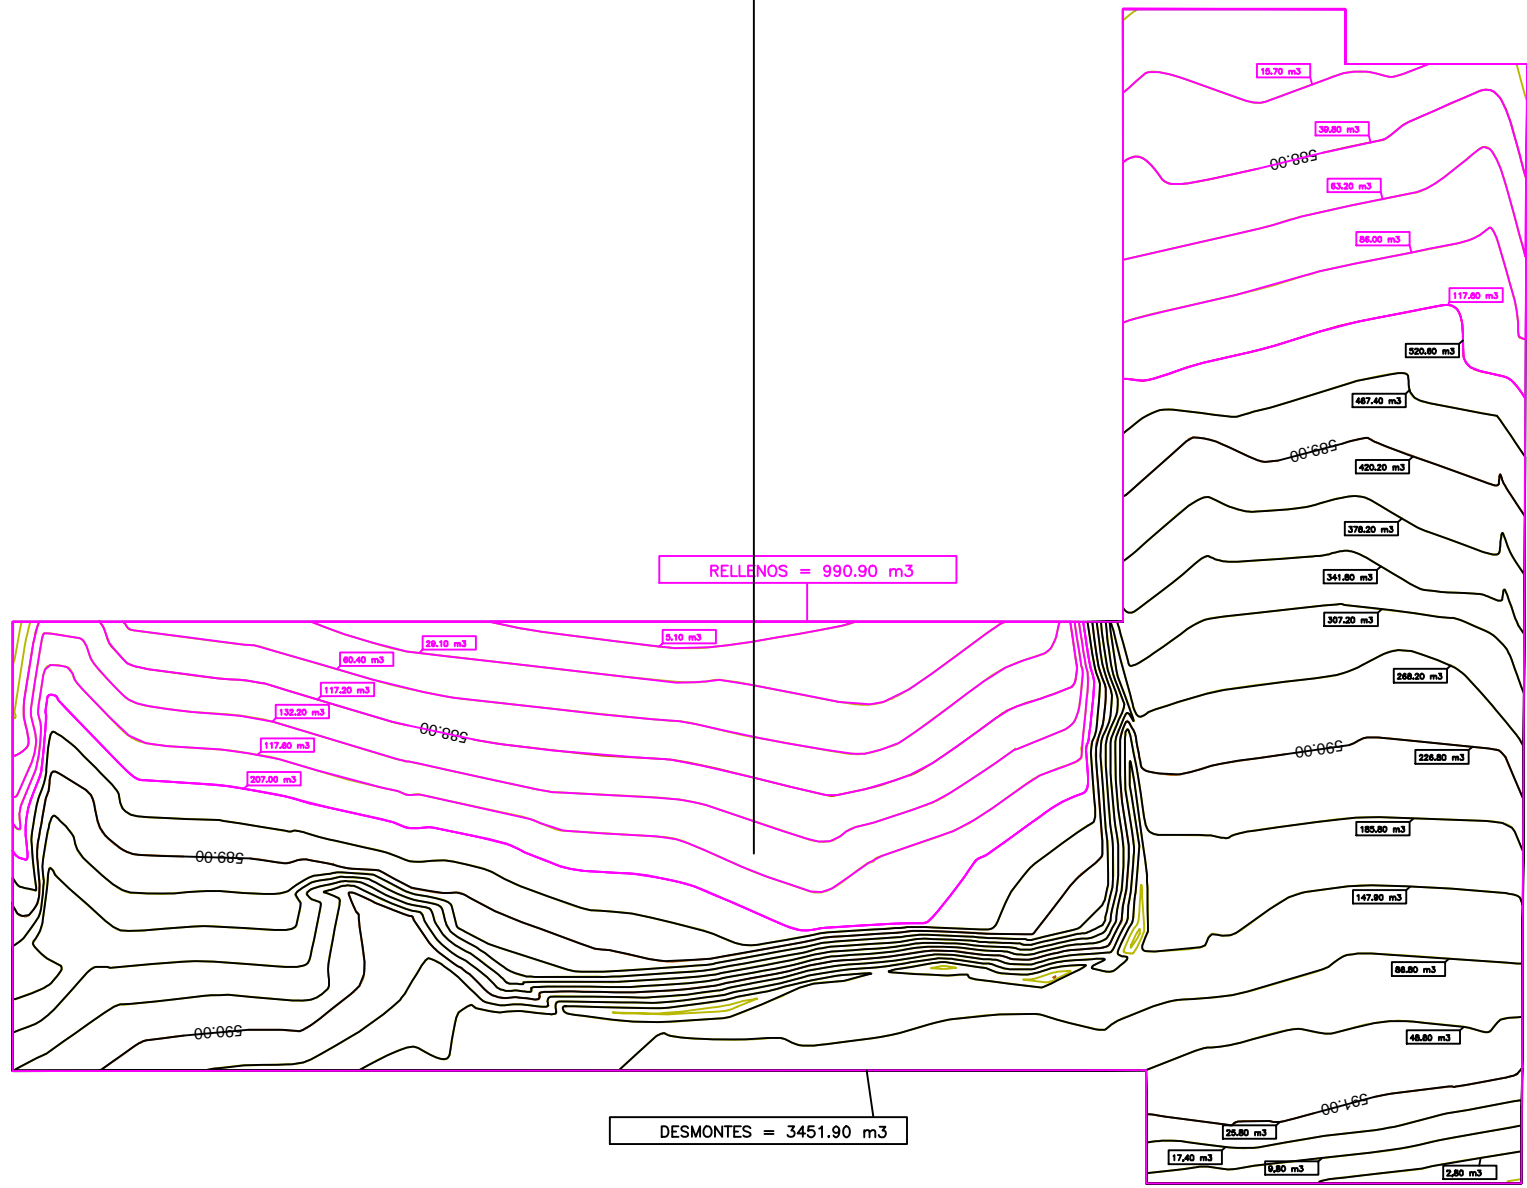 15.70 m3
39.80 m3
588.00
63.20 m3
86.00 m3
117.60 m3
520.60 m3
467.40 m3
589.00
420.20 m3
378.20 m3
RELLENOS = 990.90 m3
341.80 m3
307.20 m3
5.10 m3
29.10 m3
60.40 m3
268.20 m3
117.20 m3
132.20 m3
588.00
117.60 m3
590.00
226.80 m3
207.00 m3
185.80 m3
589.00
147.90 m3
88.80 m3
590.00
48.80 m3
591.00
DESMONTES = 3451.90 m3
25.80 m3
17.40 m3
9.80 m3
2.80 m3